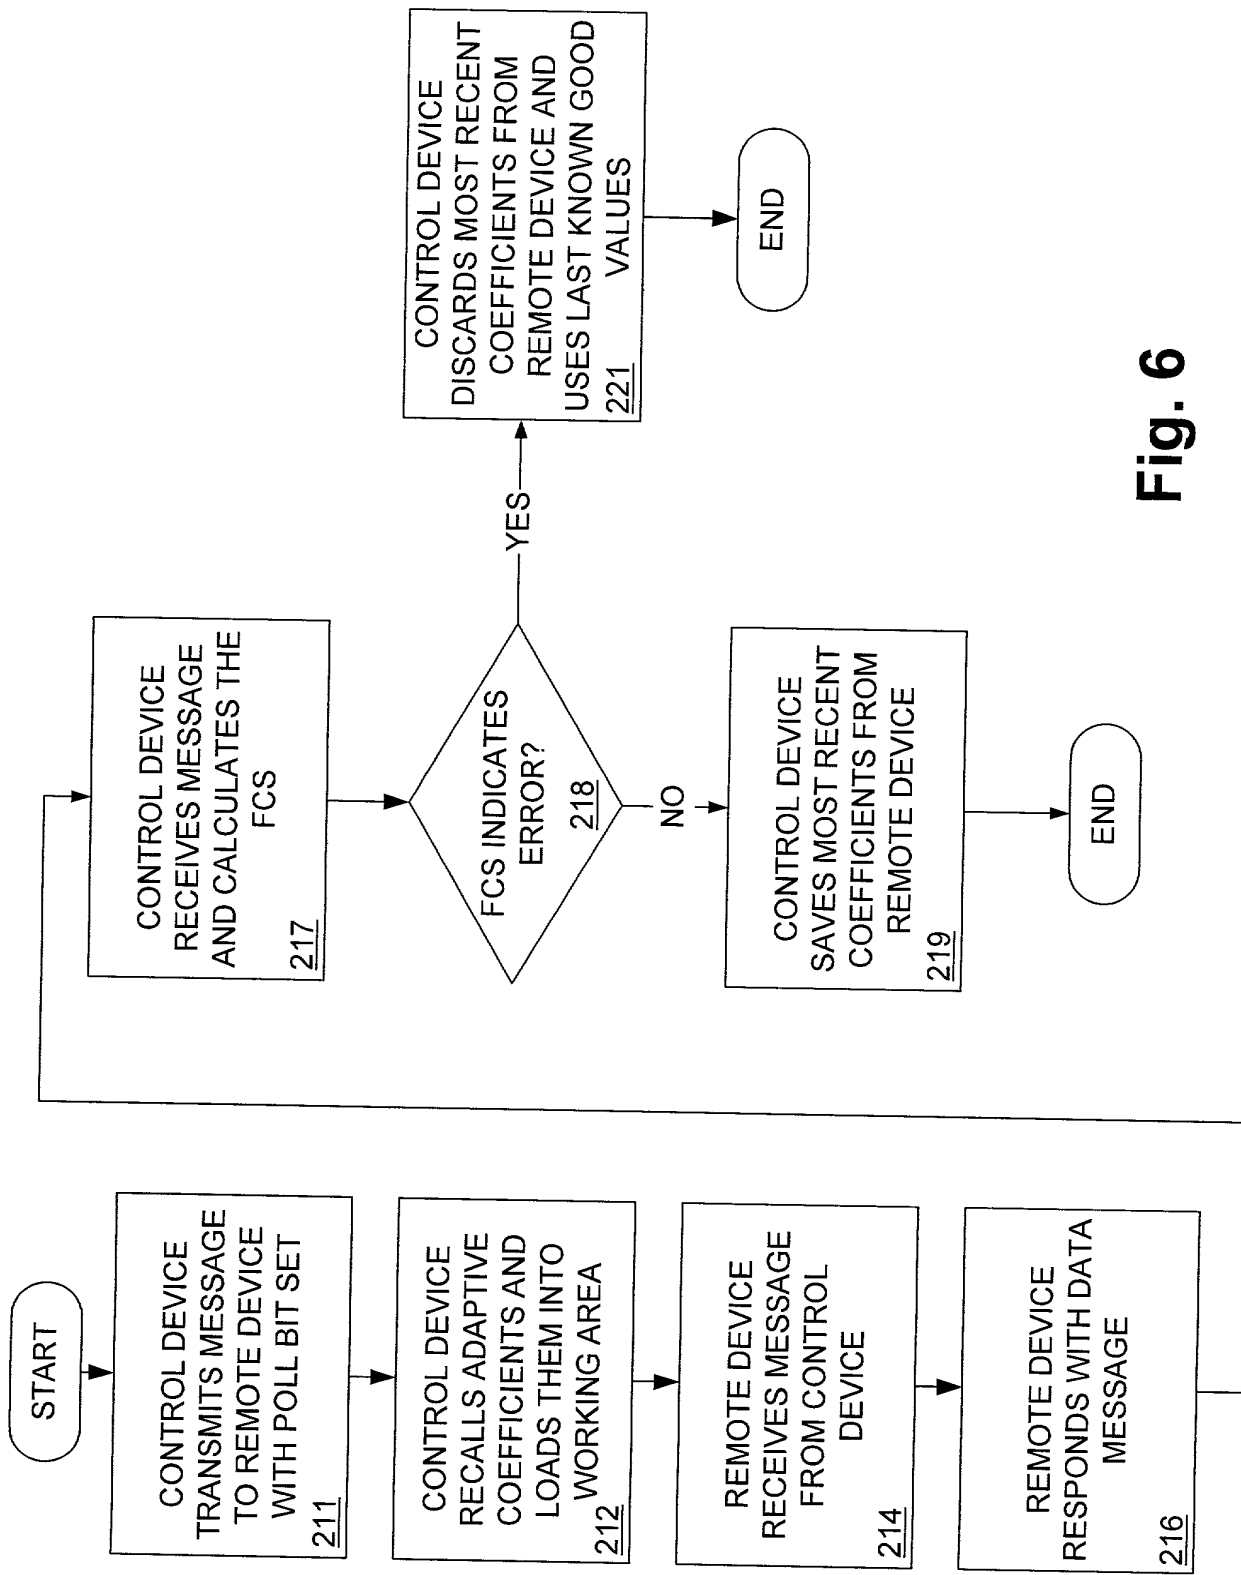 START
CONTROL DEVICE
TRANSMITS MESSAGE
TO REMOTE DEVICE
WITH POLL BIT SET
211
CONTROL DEVICE
RECALLS ADAPTIVE
COEFFICIENTS AND
LOADS THEM INTO
WORKING AREA
212
REMOTE DEVICE
RECEIVES MESSAGE
FROM CONTROL
DEVICE
214
REMOTE DEVICE
RESPONDS WITH DATA
MESSAGE
216
CONTROL DEVICE
RECEIVES MESSAGE
AND CALCULATES THE
FCS
217
FCS INDICATES
ERROR?
218
YES
NO
CONTROL DEVICE
SAVES MOST RECENT
COEFFICIENTS FROM
REMOTE DEVICE
219
END
CONTROL DEVICE
DISCARDS MOST RECENT
COEFFICIENTS FROM
REMOTE DEVICE AND
USES LAST KNOWN GOOD
VALUES
221
END
Fig. 6